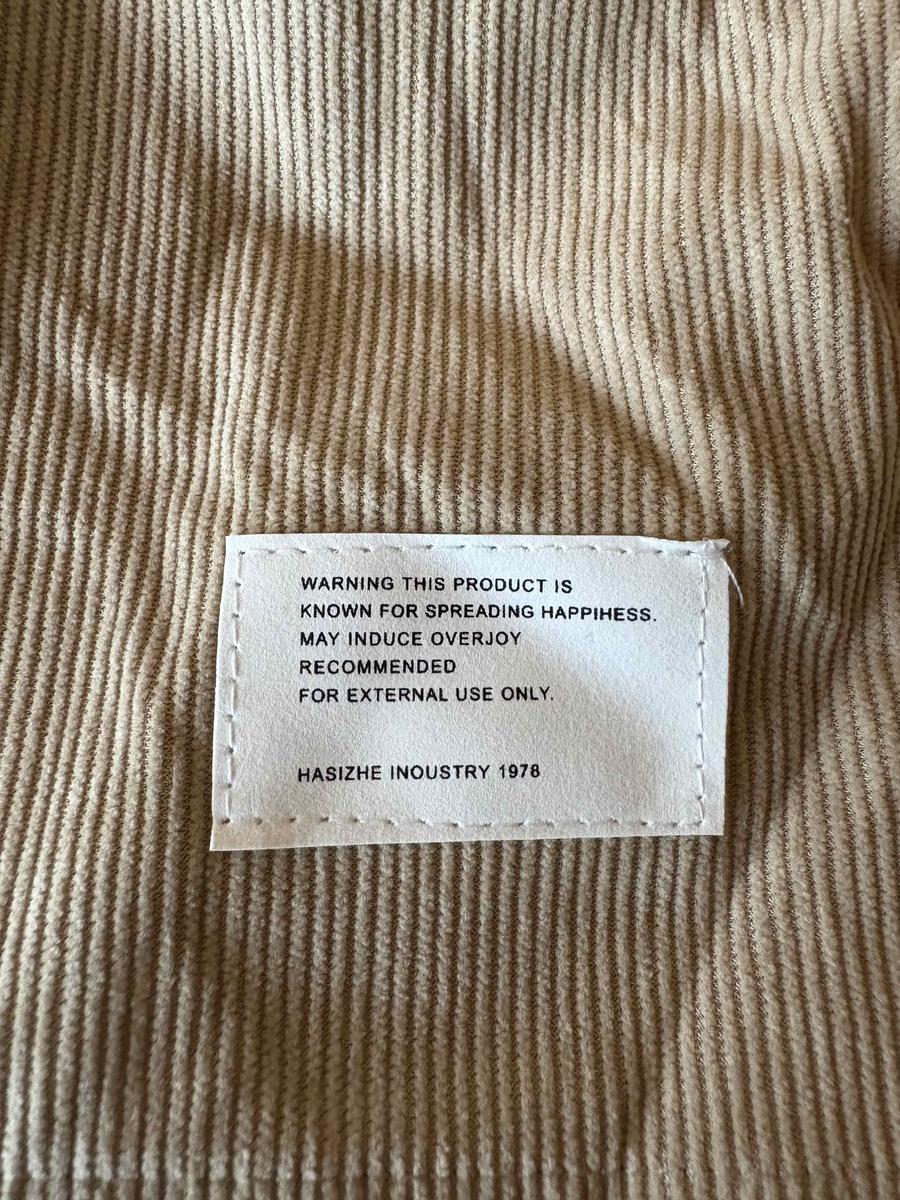 WARNING THIS PRODUCT IS
KNOWN FOR SPREADING HAPPIHESS.
MAY INDUCE OVERJOY
RECOMMENDED
FOR EXTERNAL USE ONLY.
HASIZHE INOUSTRY 1978